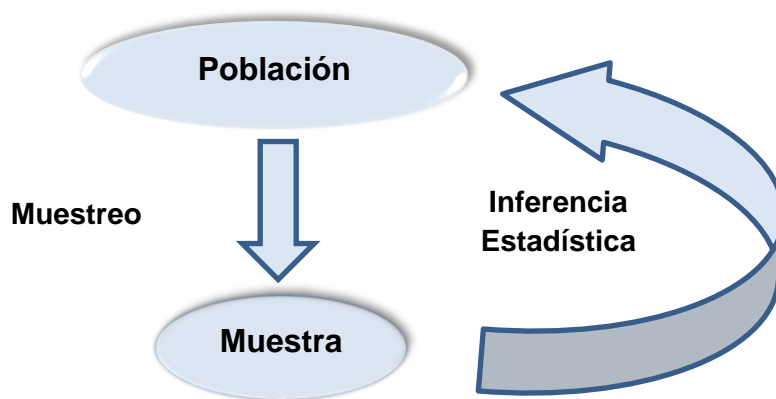 Población
Muestreo
Inferencia
Estadística
Muestra